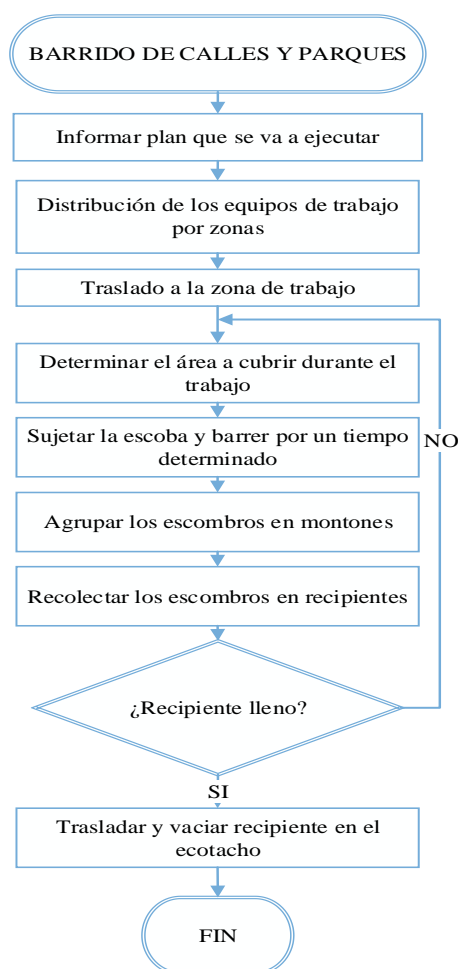 BARRIDO DE CALLES Y PARQUES
Informar plan que se va a ejecutar
Distribución de los equipos de trabajo
por zonas
Traslado a la zona de trabajo
Determinar el área a cubrir durante el
trabajo
Sujetar la escoba y barrer por un tiempo
determinado
NO
Agrupar los escombros en montones
Recolectar los escombros en recipientes
¿Recipiente lleno?
SI
Trasladar y vaciar recipiente en el
ecotacho
FIN